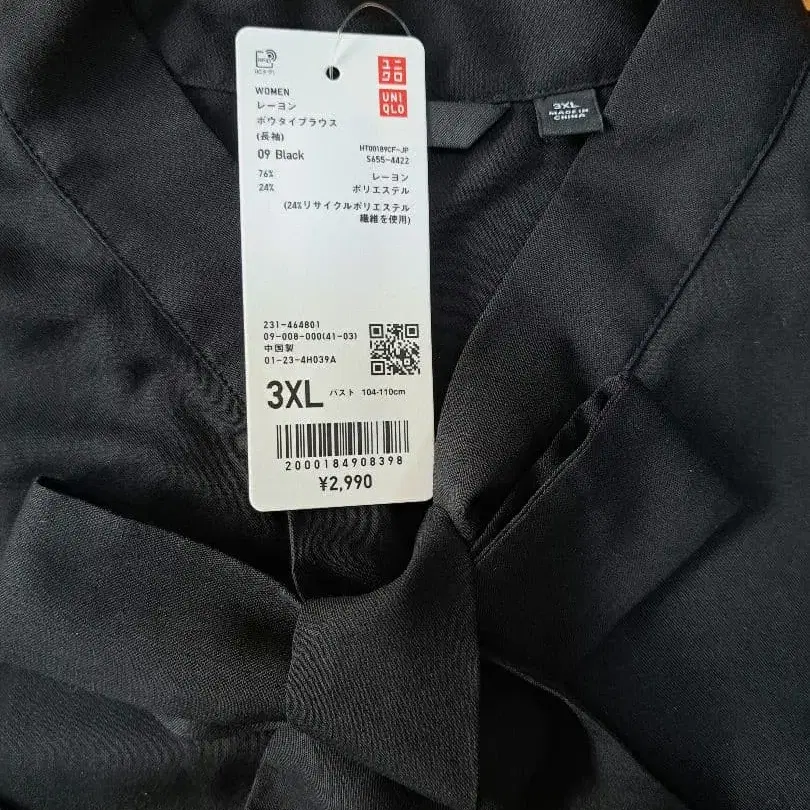 ユニ
クロ
UNI
QLO
WOMEN
レーヨン
ボウタイブラウス
(長袖)
HT00189CF-JP
09 Black
S655-4422
76% レーヨン
24% ポリエステル
(24%リサイクルポリエステル
繊維を使用)
231-464801
09-008-000(41-03)
中国製
01-23-4H039A
3XL バスト 104-110cm
2000184908398
¥2,990
3XL
MADE IN
CHINA